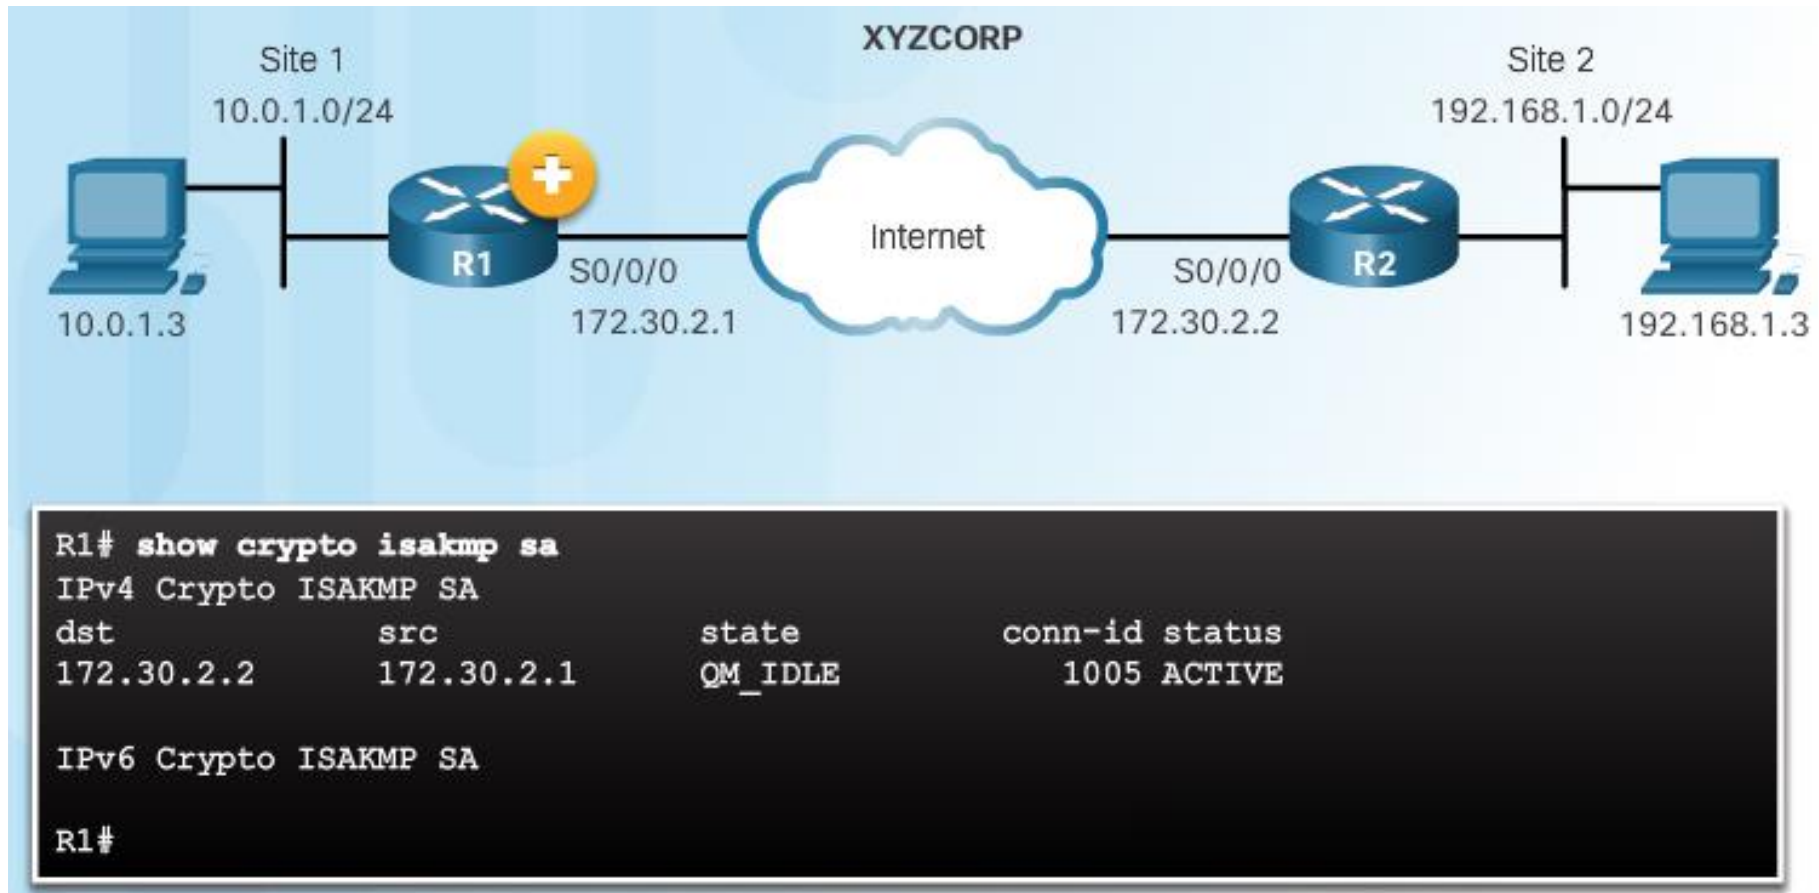 XYZCORP
Site 1
10.0.1.0/24
Site 2
192.168.1.0/24
R1
Internet
R2
S0/0/0
172.30.2.1
S0/0/0
172.30.2.2
10.0.1.3
192.168.1.3
R1# show crypto isakmp sa
IPv4 Crypto ISAKMP SA
dst src state conn-id status
172.30.2.2 172.30.2.1 QM_IDLE 1005 ACTIVE
IPv6 Crypto ISAKMP SA
R1#